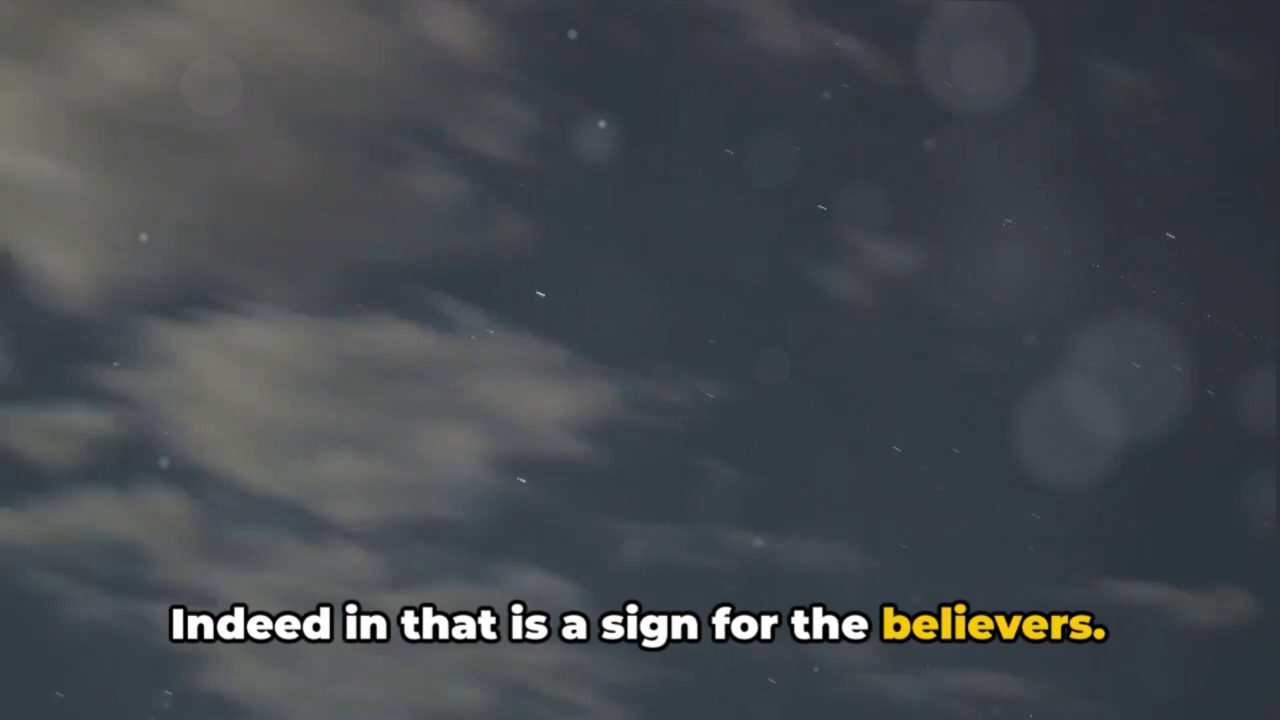 Indeed in that is a sign for the believers.